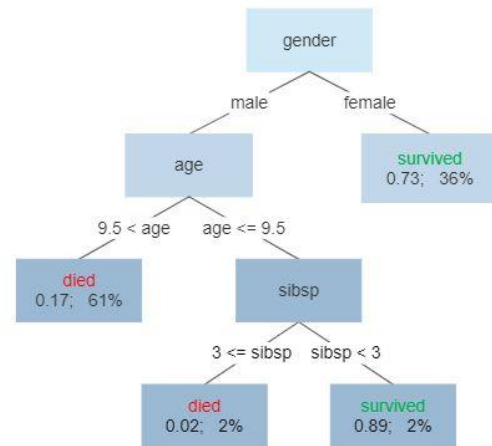 gender
male female
age
survived
0.73; 36%
9.5 < age age <= 9.5
died
0.17; 61%
sibsp
3 <= sibsp sibsp < 3
died
0.02; 2%
survived
0.89; 2%